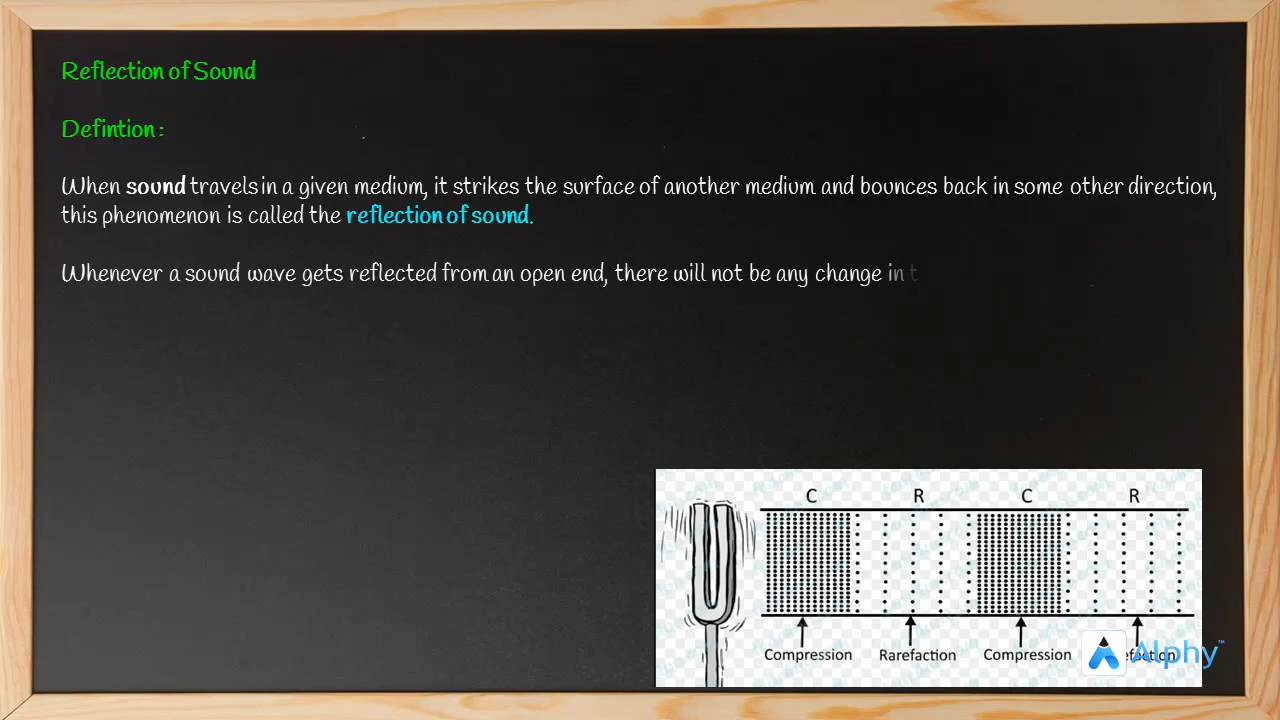 Reflection of Sound
Defintion :
When sound travels in a given medium, it strikes the surface of another medium and bounces back in some other direction,
this phenomenon is called the reflection of sound.
Whenever a sound wave gets reflected from an open end, there will not be any change in t
C R C R
Compression Rarefaction Compression efaction
Alphy™